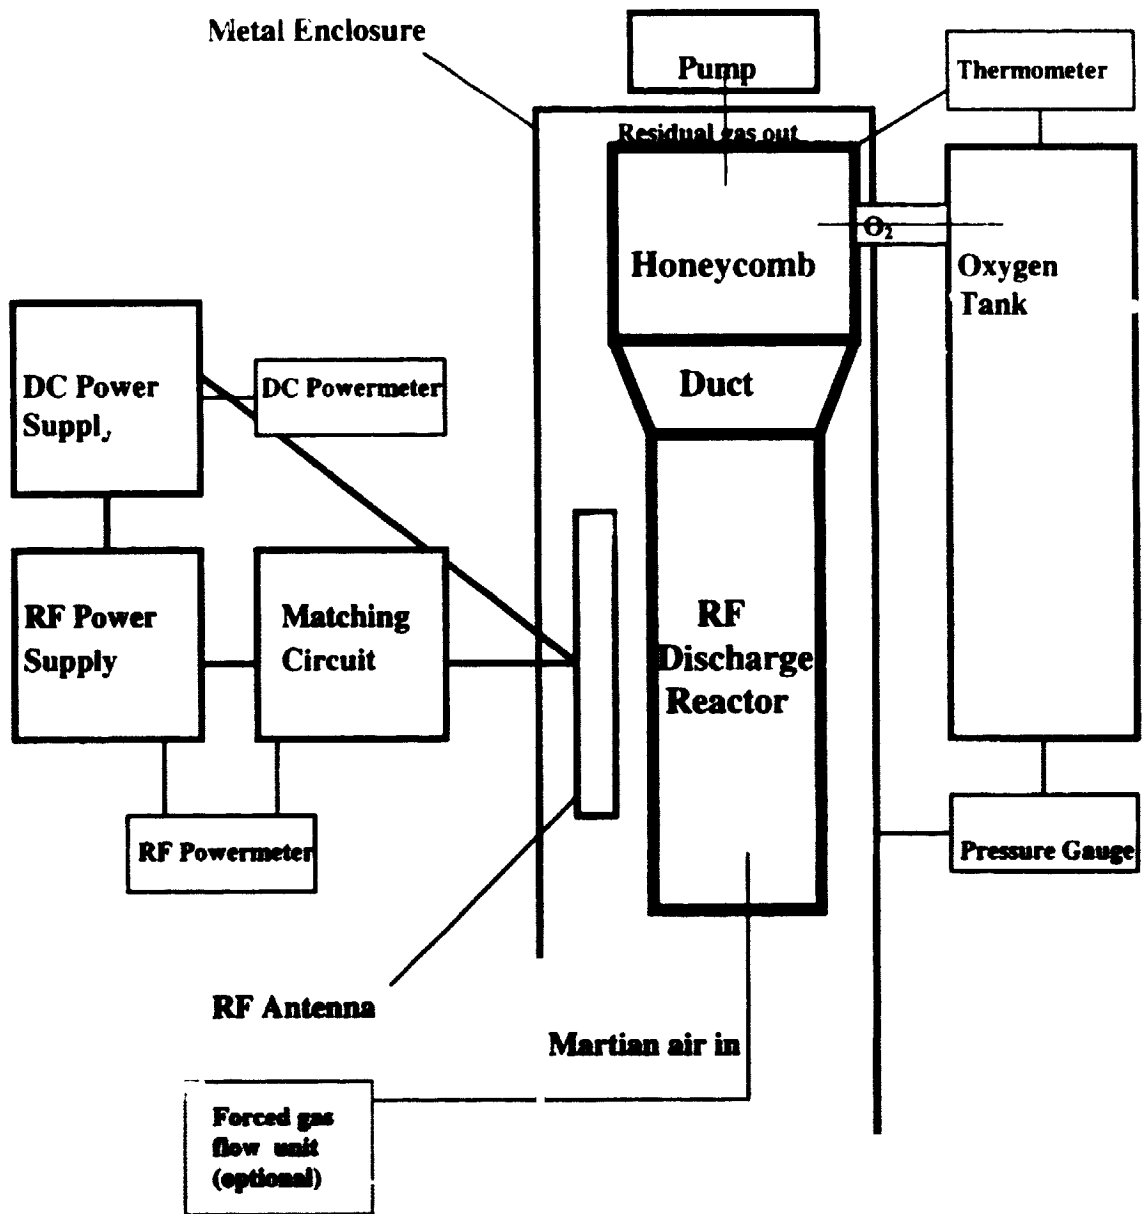 Metal Enclosure
Pump
Thermometer
Residual gas out
O₂
Honeycomb
Oxygen
Tank
DC Power
Supply
DC Powermeter
Duct
RF Power
Supply
Matching
Circuit
RF
Discharge
Reactor
RF Powermeter
Pressure Gauge
RF Antenna
Martian air in
Forced gas
flow unit
(optional)